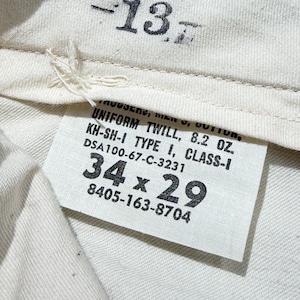 -13-
TROUSERS, MEN'S, COTTON,
UNIFORM TWILL, 8.2 OZ.
KH-SH-I TYPE I, CLASS-I
DSA100-67-C-3231
34 x 29
8405-163-8704